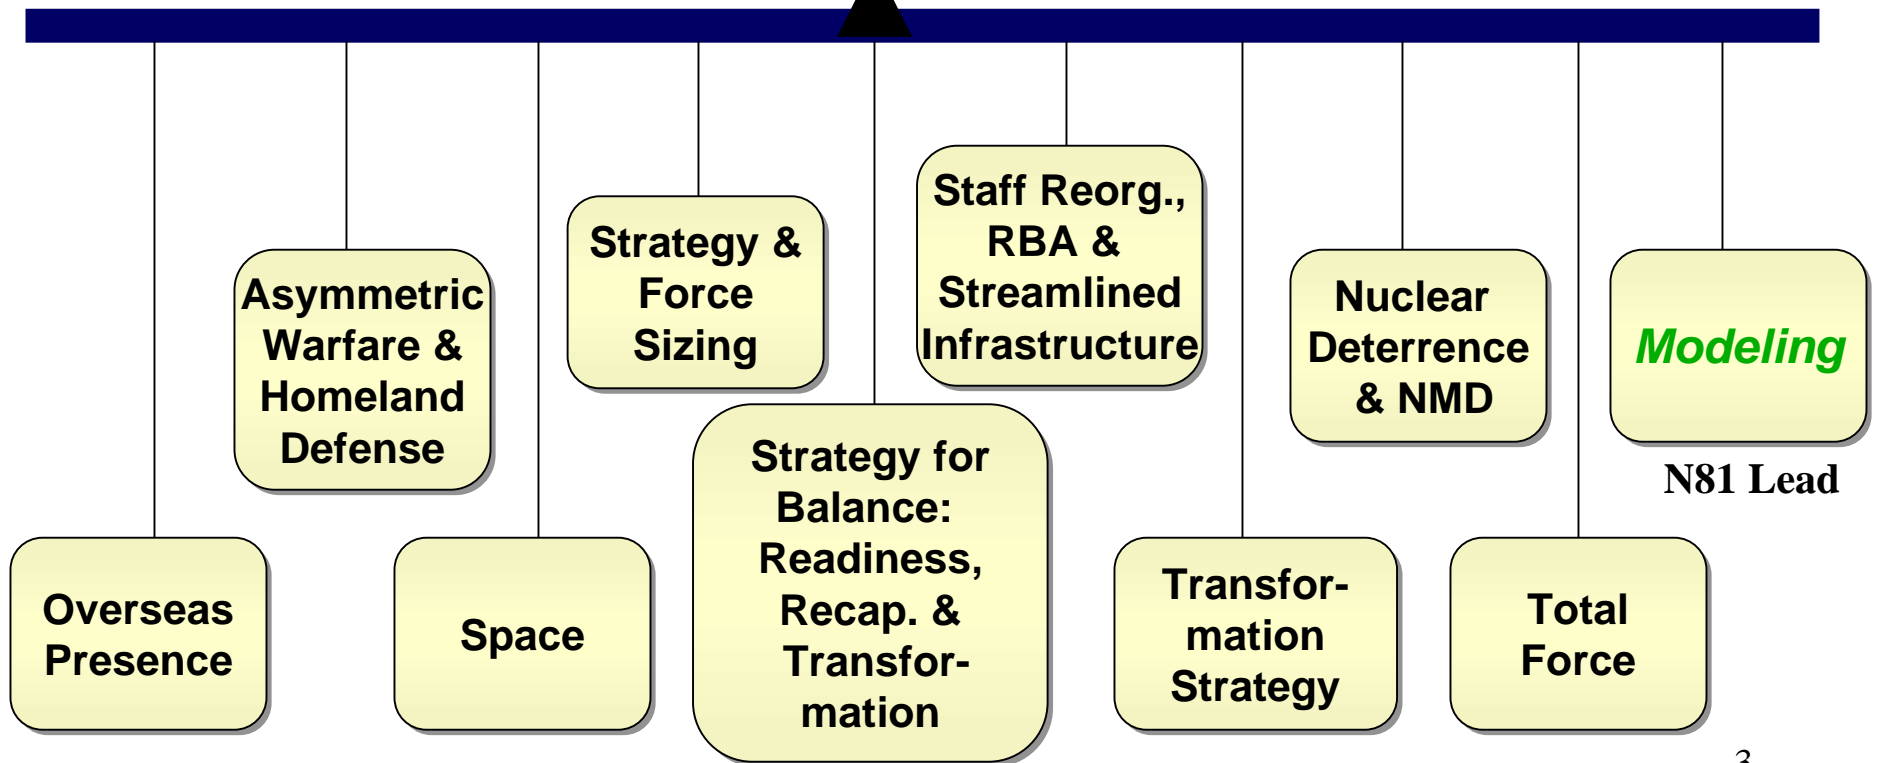 Overseas
Presence
Asymmetric
Warfare &
Homeland
Defense
Space
Strategy &
Force
Sizing
Strategy for
Balance:
Readiness,
Recap. &
Transfor-
mation
Staff Reorg.,
RBA &
Streamlined
Infrastructure
Transfor-
mation
Strategy
Nuclear
Deterrence
& NMD
Total
Force
Modeling
N81 Lead
3